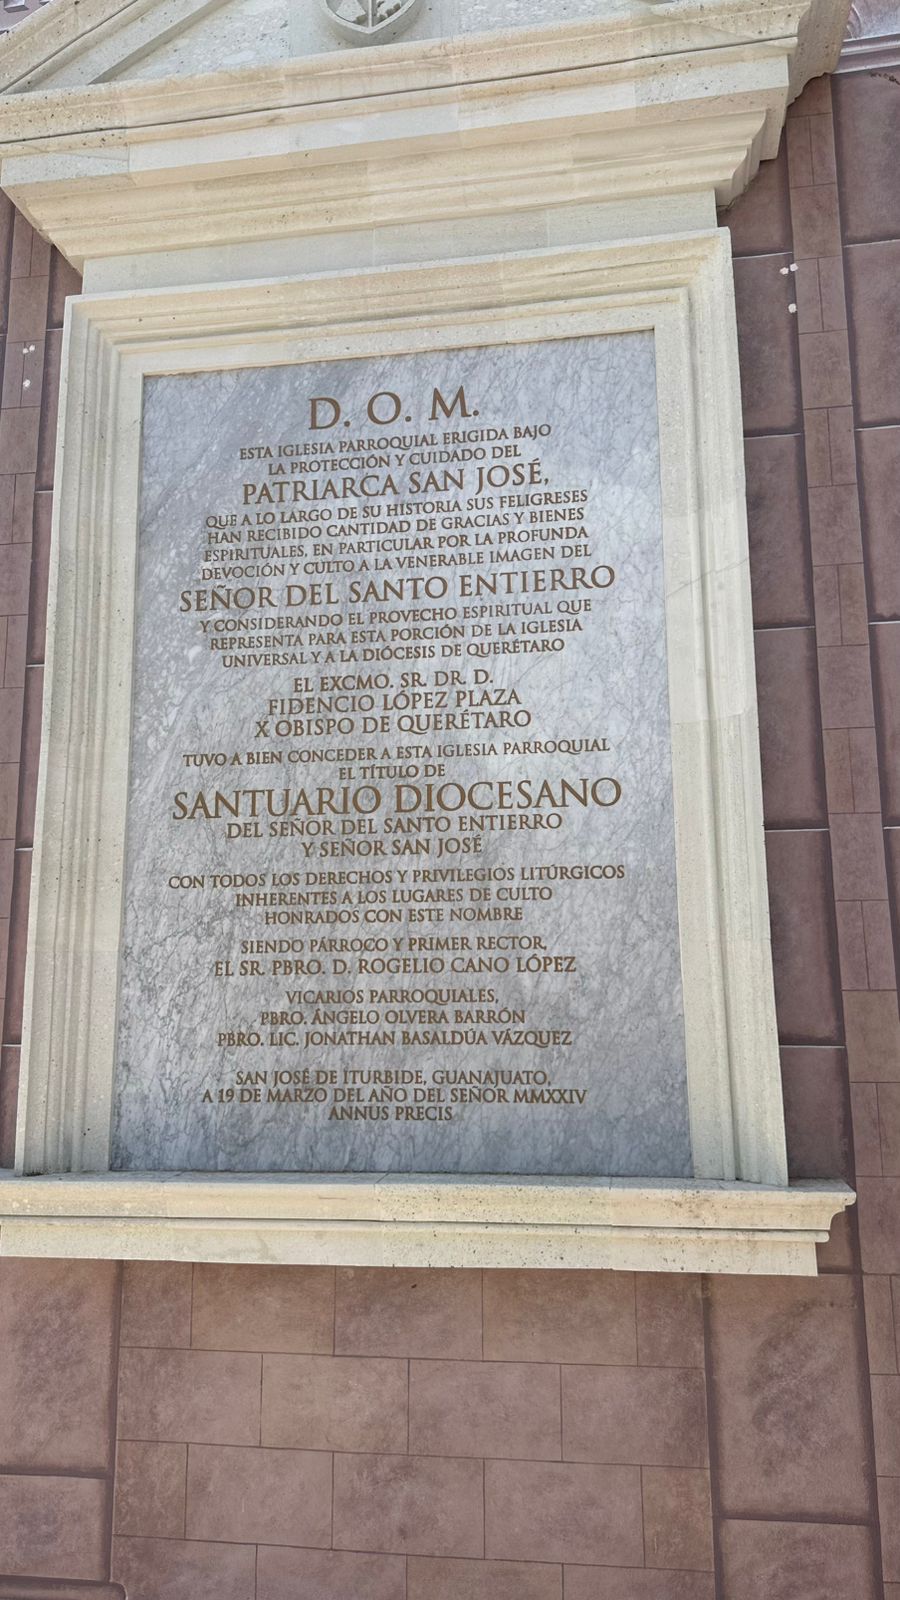 D. O. M.
ESTA IGLESIA PARROQUIAL ERIGIDA BAJO
LA PROTECCIÓN Y CUIDADO DEL
PATRIARCA SAN JOSÉ,
QUE A LO LARGO DE SU HISTORIA SUS FELIGRESES
HAN RECIBIDO CANTIDAD DE GRACIAS Y BIENES
ESPIRITUALES, EN PARTICULAR POR LA PROFUNDA
DEVOCIÓN Y CULTO A LA VENERABLE IMAGEN DEL
SEÑOR DEL SANTO ENTIERRO
Y CONSIDERANDO EL PROVECHO ESPIRITUAL QUE
REPRESENTA PARA ESTA PORCIÓN DE LA IGLESIA
UNIVERSAL Y A LA DIÓCESIS DE QUERÉTARO
EL EXCMO. SR. DR. D.
FIDENCIO LÓPEZ PLAZA
X OBISPO DE QUERÉTARO
TUVO A BIEN CONCEDER A ESTA IGLESIA PARROQUIAL
EL TÍTULO DE
SANTUARIO DIOCESANO
DEL SEÑOR DEL SANTO ENTIERRO
Y SEÑOR SAN JOSÉ
CON TODOS LOS DERECHOS Y PRIVILEGIOS LITÚRGICOS
INHERENTES A LOS LUGARES DE CULTO
HONRADOS CON ESTE NOMBRE
SIENDO PÁRROCO Y PRIMER RECTOR,
EL SR. PBRO. D. ROGELIO CANO LÓPEZ
VICARIOS PARROQUIALES,
PBRO. ÁNGELO OLVERA BARRÓN
PBRO. LIC. JONATHAN BASALDÚA VÁZQUEZ
SAN JOSÉ DE ITURBIDE, GUANAJUATO,
A 19 DE MARZO DEL AÑO DEL SEÑOR MMXXIV
ANNUS PRECIS